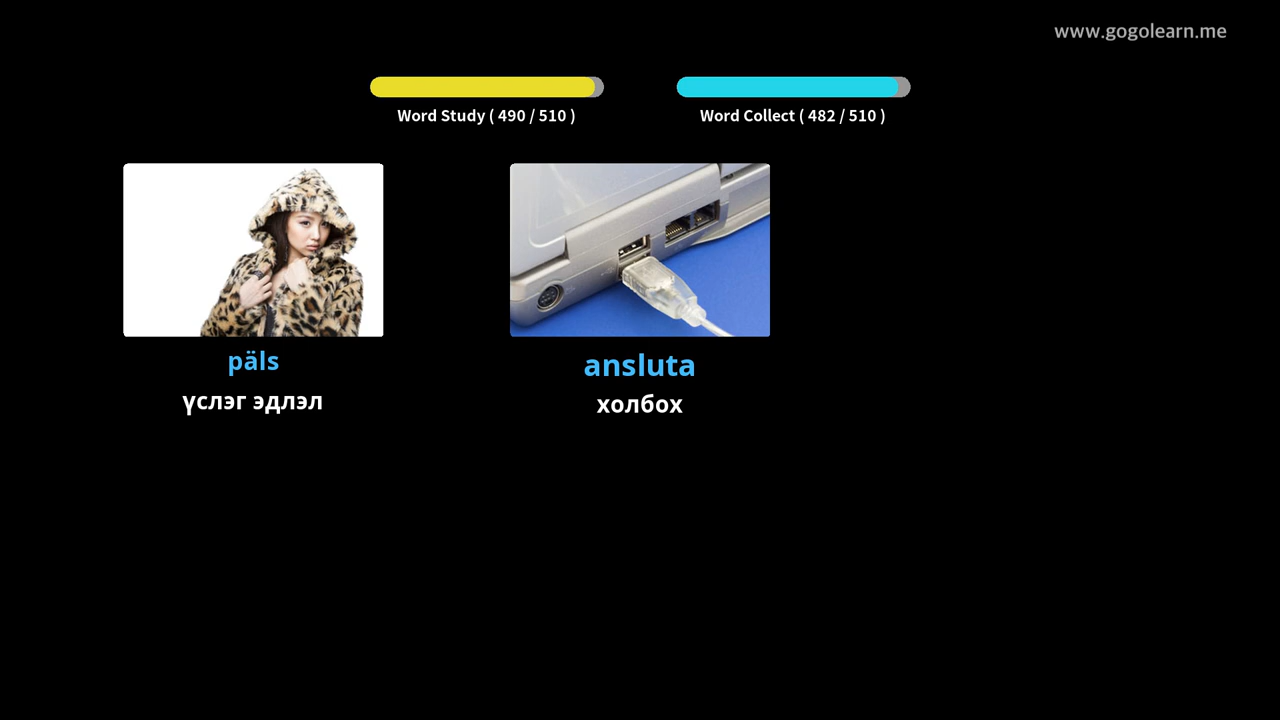 www.gogolearn.me
Word Study ( 490 / 510 )
Word Collect ( 482 / 510 )
päls
үслэг эдлэл
ansluta
холбох